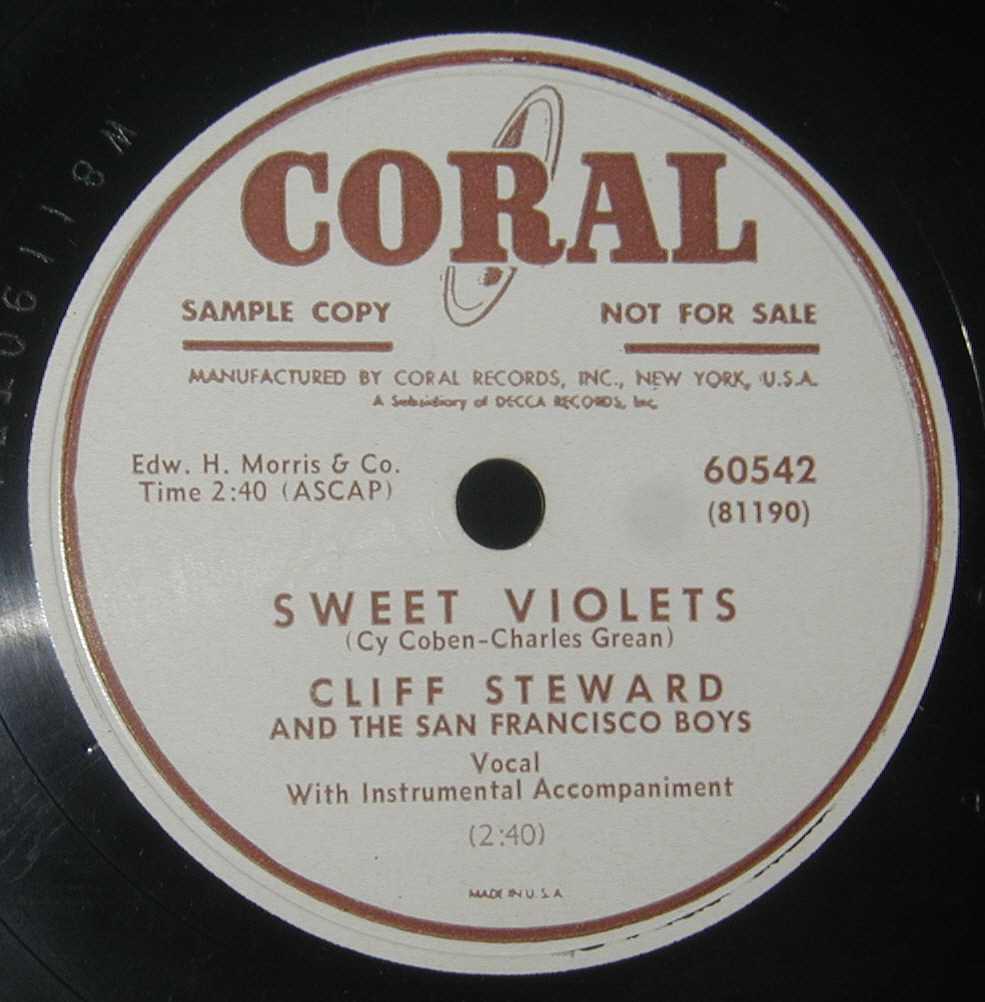 CORAL
SAMPLE COPY NOT FOR SALE
MANUFACTURED BY CORAL RECORDS, INC., NEW YORK, U.S.A.
A Subsidiary of DECCA RECORDS, Inc.
Edw. H. Morris & Co.
Time 2:40 (ASCAP)
60542
(81190)
SWEET VIOLETS
(Cy Coben-Charles Grean)
CLIFF STEWARD
AND THE SAN FRANCISCO BOYS
Vocal
With Instrumental Accompaniment
(2:40)
MADE IN U.S.A.